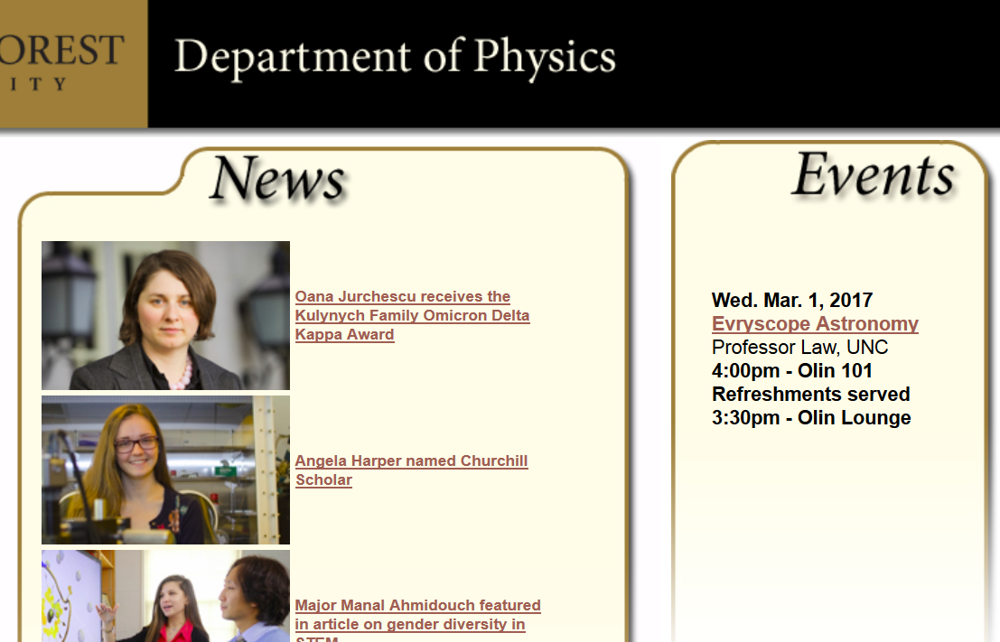 OREST
ITY
Department of Physics
News
Oana Jurchescu receives the
Kulynych Family Omicron Delta
Kappa Award
Angela Harper named Churchill
Scholar
Major Manal Ahmidouch featured
in article on gender diversity in
STEM
Events
Wed. Mar. 1, 2017
Evryscope Astronomy
Professor Law, UNC
4:00pm - Olin 101
Refreshments served
3:30pm - Olin Lounge